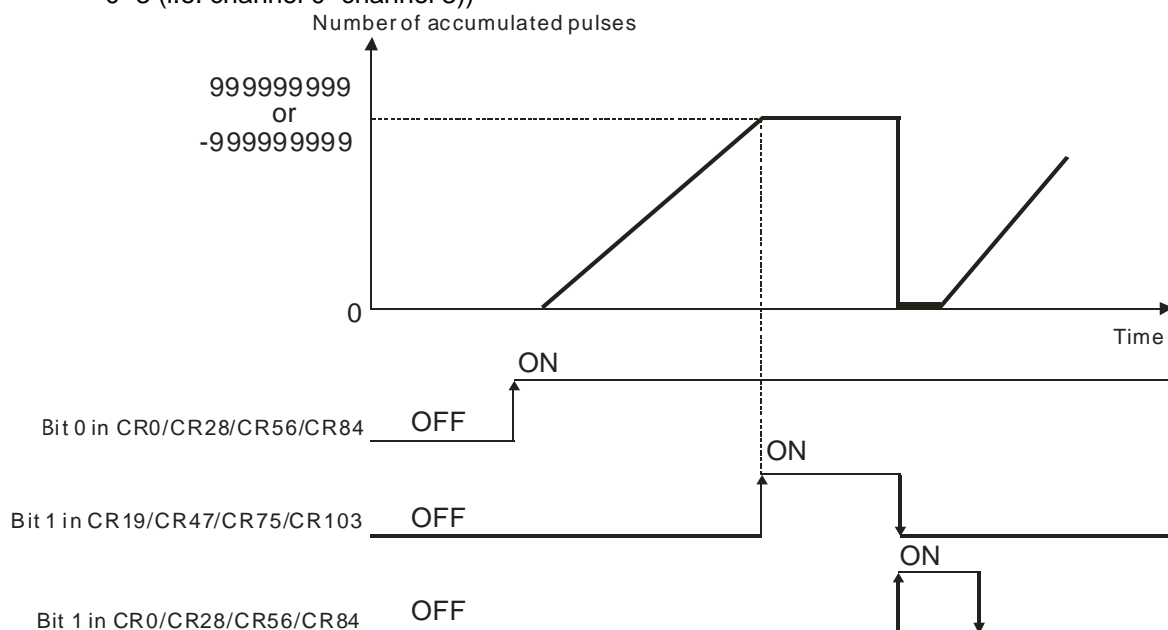 Number of accumulated pulses
999999999
or
-999999999
0
Time
ON
Bit 0 in CR0/CR28/CR56/CR84
OFF
ON
Bit 1 in CR19/CR47/CR75/CR103
OFF
ON
Bit 1 in CR0/CR28/CR56/CR84
OFF